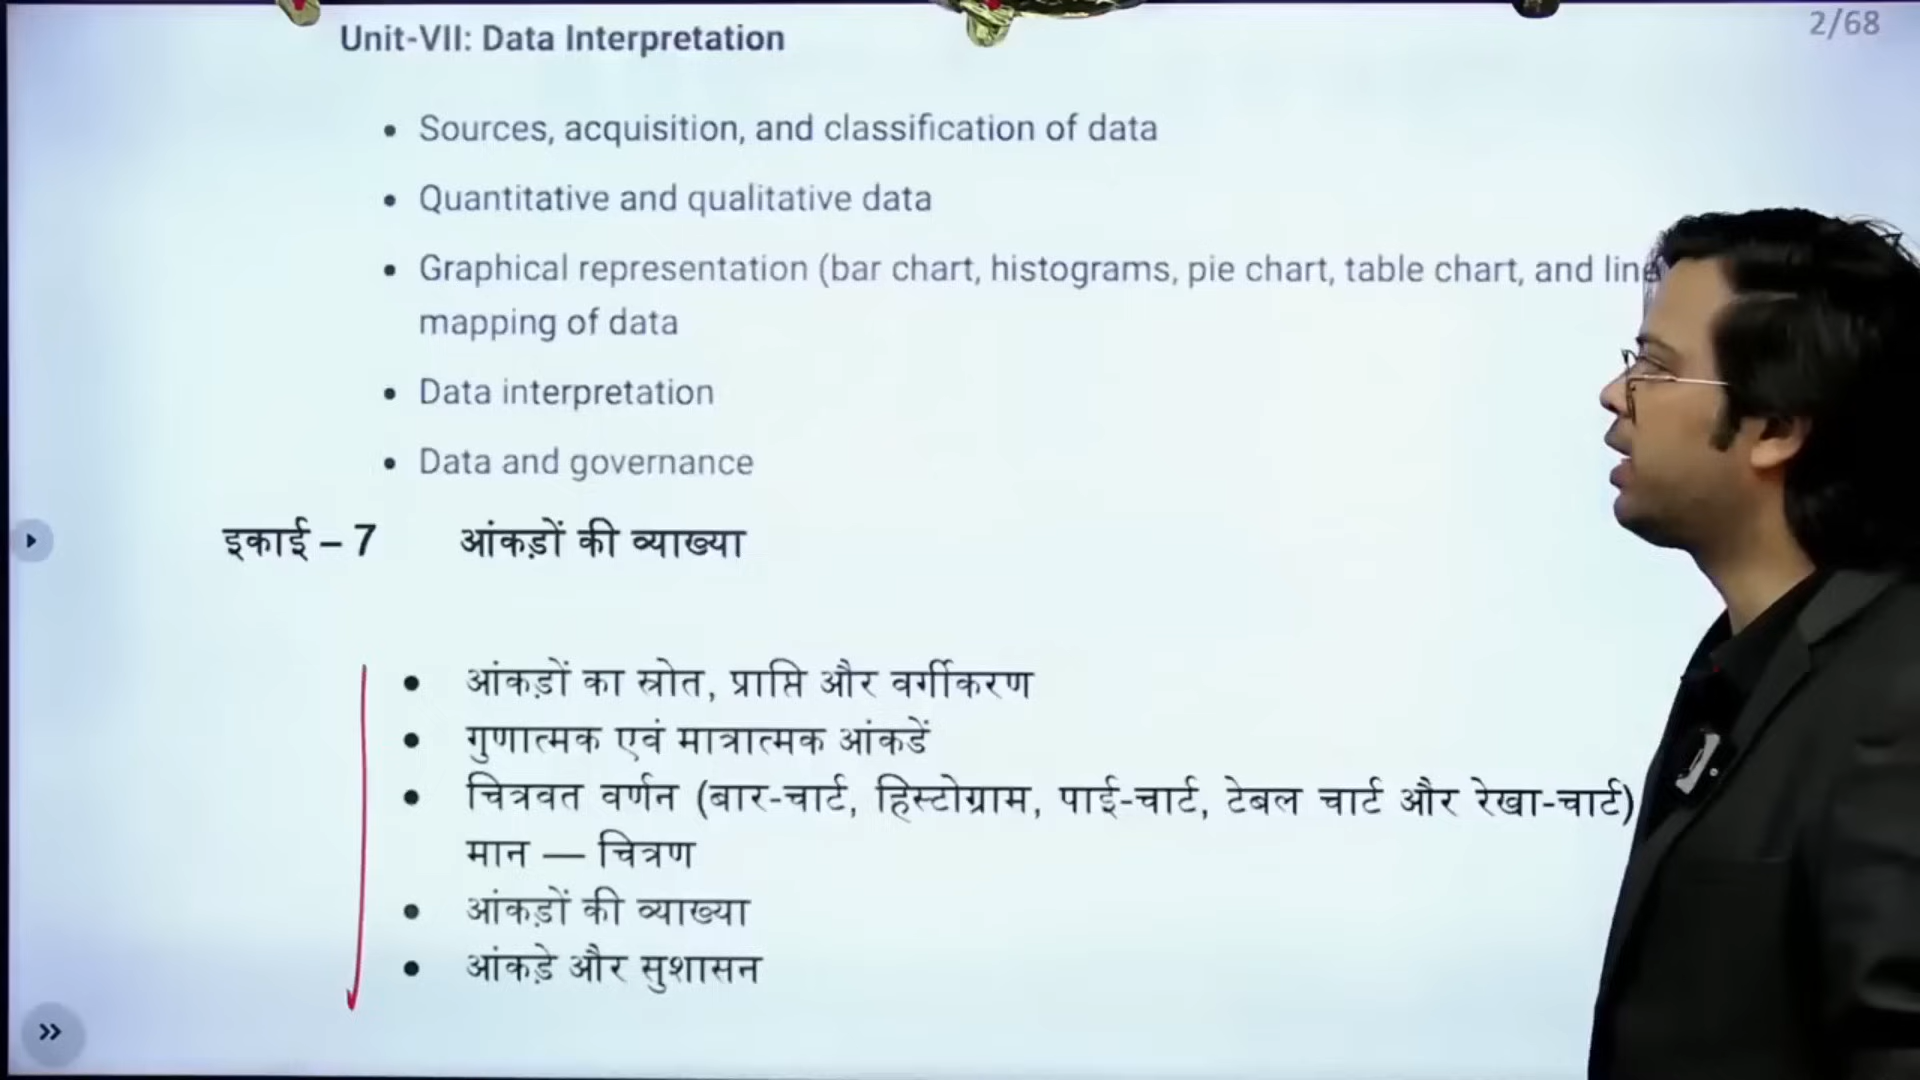 2/68
Unit-VII: Data Interpretation
• Sources, acquisition, and classification of data
• Quantitative and qualitative data
• Graphical representation (bar chart, histograms, pie chart, table chart, and line
mapping of data
• Data interpretation
• Data and governance
इकाई – 7 आंकड़ों की व्याख्या
• आंकड़ों का स्रोत, प्राप्ति और वर्गीकरण
• गुणात्मक एवं मात्रात्मक आंकडें
• चित्रवत वर्णन (बार-चार्ट, हिस्टोग्राम, पाई-चार्ट, टेबल चार्ट और रेखा-चार्ट)
मान — चित्रण
• आंकड़ों की व्याख्या
• आंकड़े और सुशासन